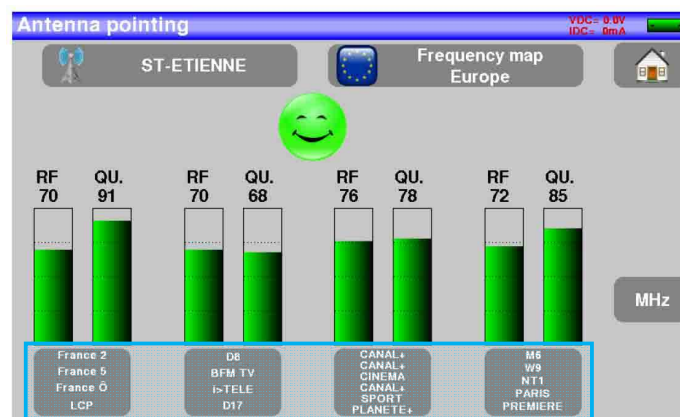 Antenna pointing
VDC= 0.0V
IDC= 0mA
ST-ETIENNE
Frequency map
Europe
RF QU. RF QU. RF QU. RF QU.
70 91 70 68 76 78 72 85
MHz
France 2
France 5
France Ô
LCP
D8
BFM TV
i>TELE
D17
CANAL+
CANAL+
CINEMA
CANAL+
SPORT
PLANETE+
M6
W9
NT1
PARIS
PREMIERE